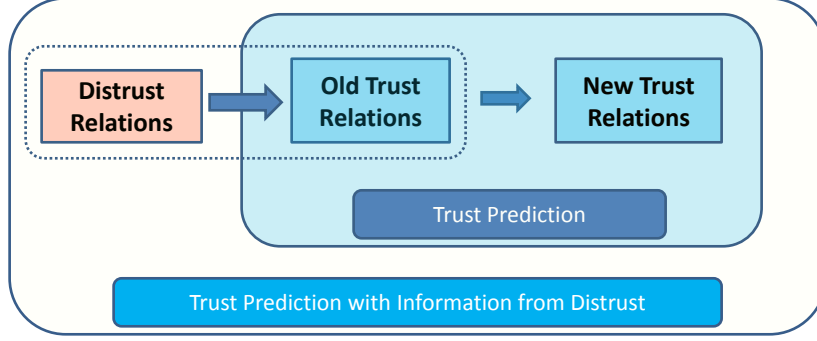 Distrust
Relations
Old Trust
Relations
New Trust
Relations
Trust Prediction
Trust Prediction with Information from Distrust